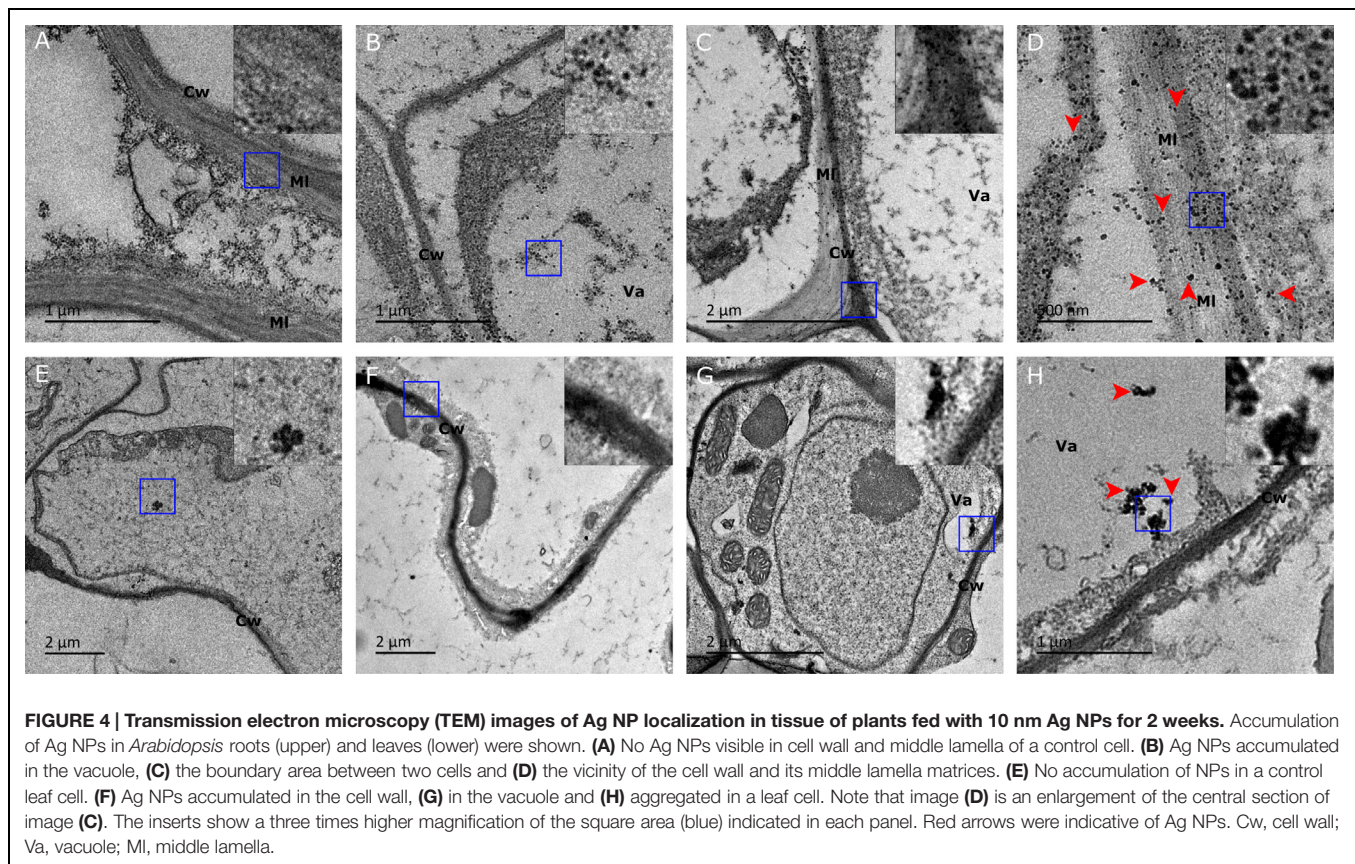 A
Cw
Ml
Ml
1 μm
B
Cw
Va
1 μm
C
Ml
Va
Cw
2 μm
D
Ml
Ml
500 nm
E
Cw
2 μm
F
Cw
2 μm
G
Va
Cw
2 μm
H
Va
Cw
1 μm
FIGURE 4 | Transmission electron microscopy (TEM) images of Ag NP localization in tissue of plants fed with 10 nm Ag NPs for 2 weeks. Accumulation
of Ag NPs in Arabidopsis roots (upper) and leaves (lower) were shown. (A) No Ag NPs visible in cell wall and middle lamella of a control cell. (B) Ag NPs accumulated
in the vacuole, (C) the boundary area between two cells and (D) the vicinity of the cell wall and its middle lamella matrices. (E) No accumulation of NPs in a control
leaf cell. (F) Ag NPs accumulated in the cell wall, (G) in the vacuole and (H) aggregated in a leaf cell. Note that image (D) is an enlargement of the central section of
image (C). The inserts show a three times higher magnification of the square area (blue) indicated in each panel. Red arrows were indicative of Ag NPs. Cw, cell wall;
Va, vacuole; Ml, middle lamella.